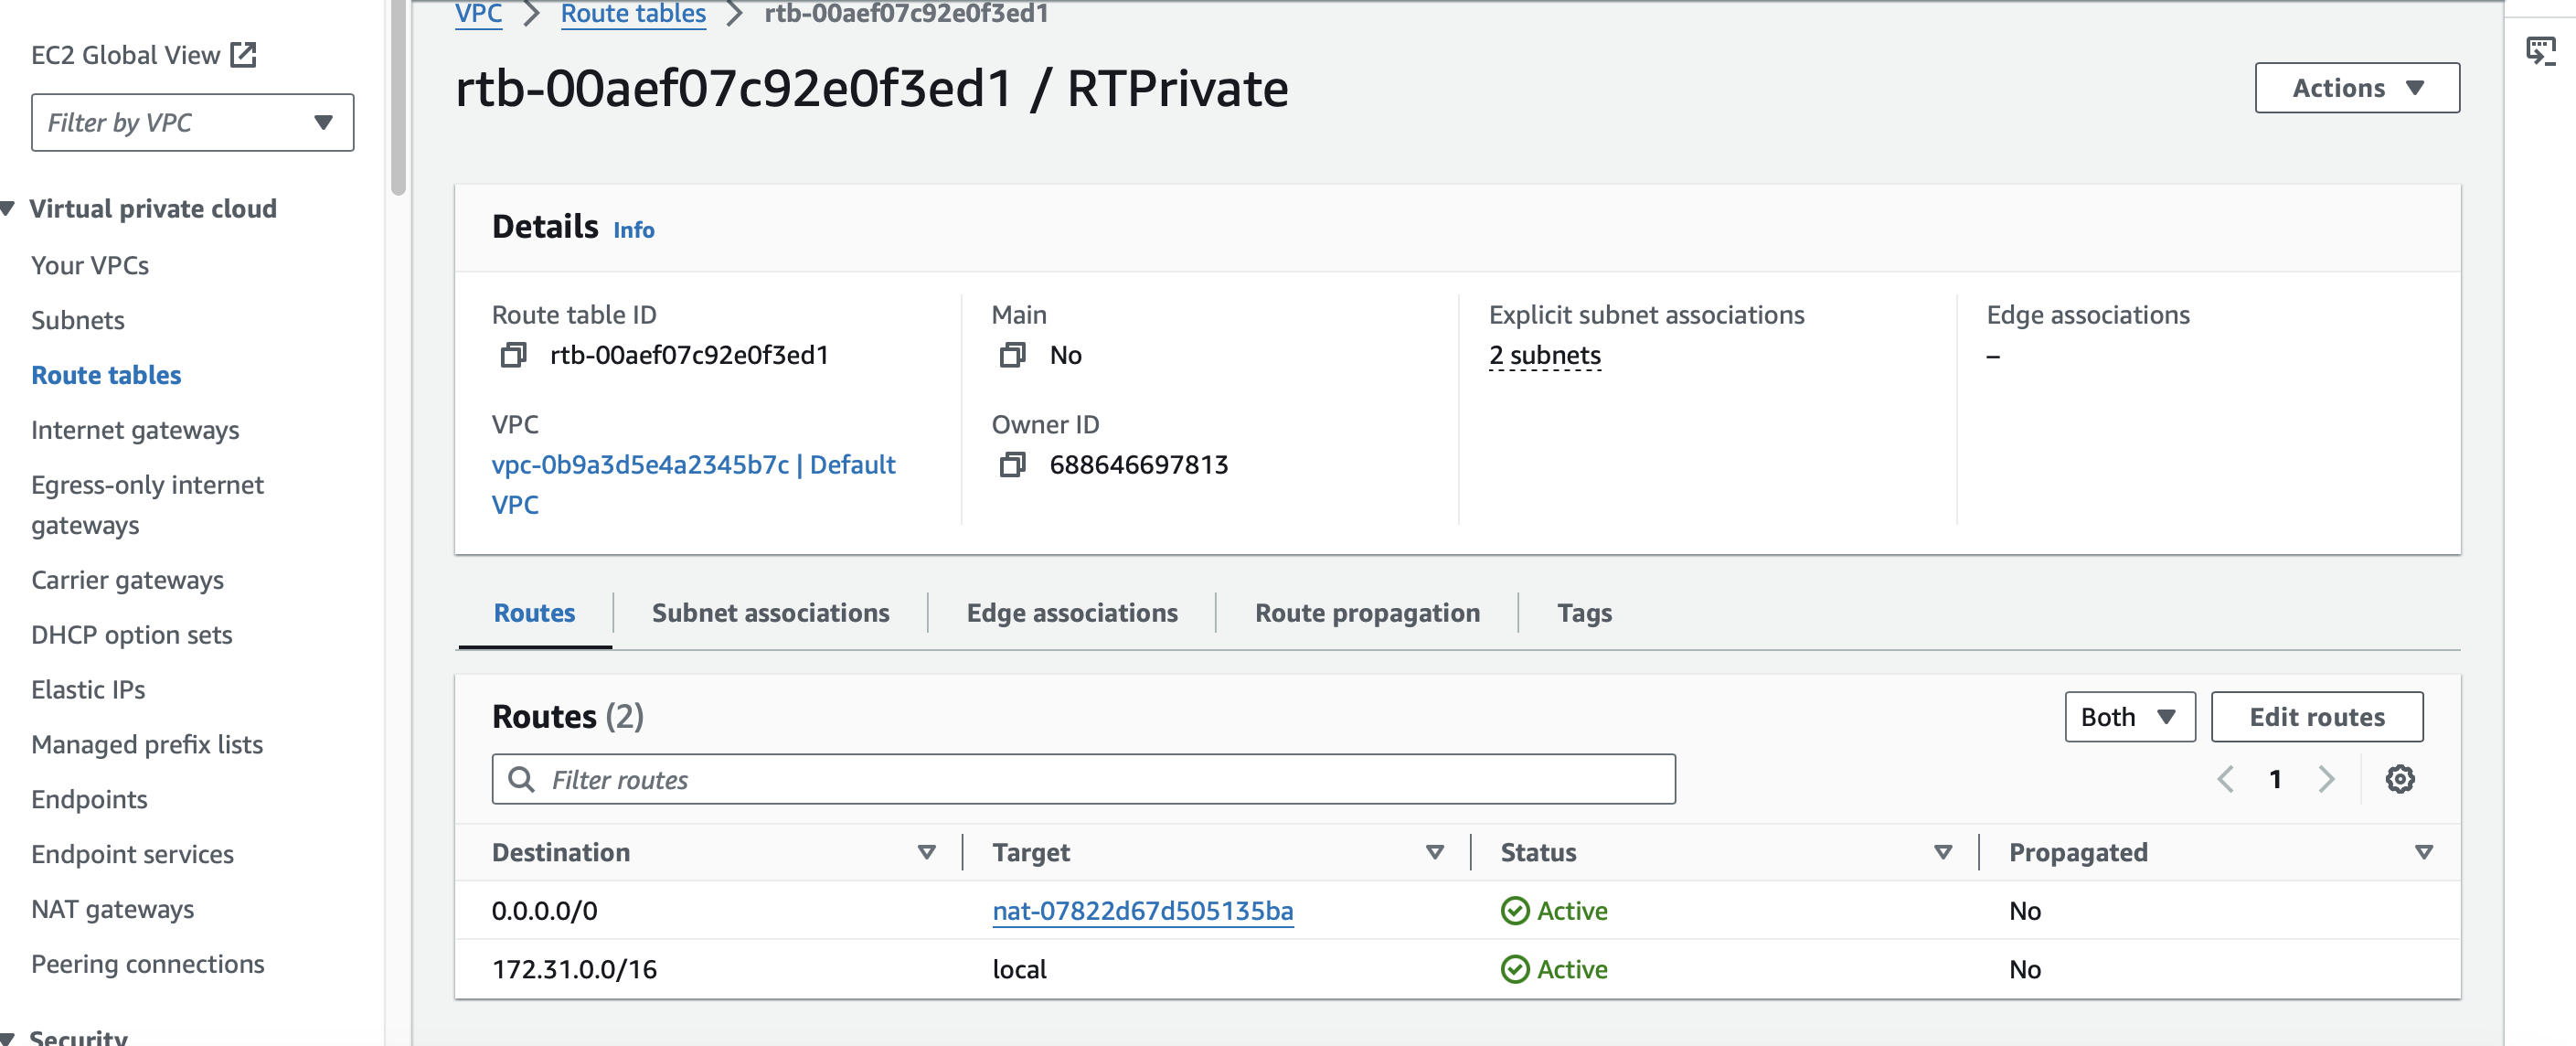 EC2 Global View
Filter by VPC
Virtual private cloud
Your VPCs
Subnets
Route tables
Internet gateways
Egress-only internet
gateways
Carrier gateways
DHCP option sets
Elastic IPs
Managed prefix lists
Endpoints
Endpoint services
NAT gateways
Peering connections
Security
VPC > Route tables > rtb-00aef07c92e0f3ed1
rtb-00aef07c92e0f3ed1 / RTPrivate
Actions
Details Info
Route table ID
rtb-00aef07c92e0f3ed1
Main
No
Explicit subnet associations
2 subnets
Edge associations
–
VPC
vpc-0b9a3d5e4a2345b7c | Default
VPC
Owner ID
688646697813
Routes Subnet associations Edge associations Route propagation Tags
Routes (2)
Both Edit routes
Filter routes
1
Destination Target Status Propagated
0.0.0.0/0 nat-07822d67d505135ba Active No
172.31.0.0/16 local Active No